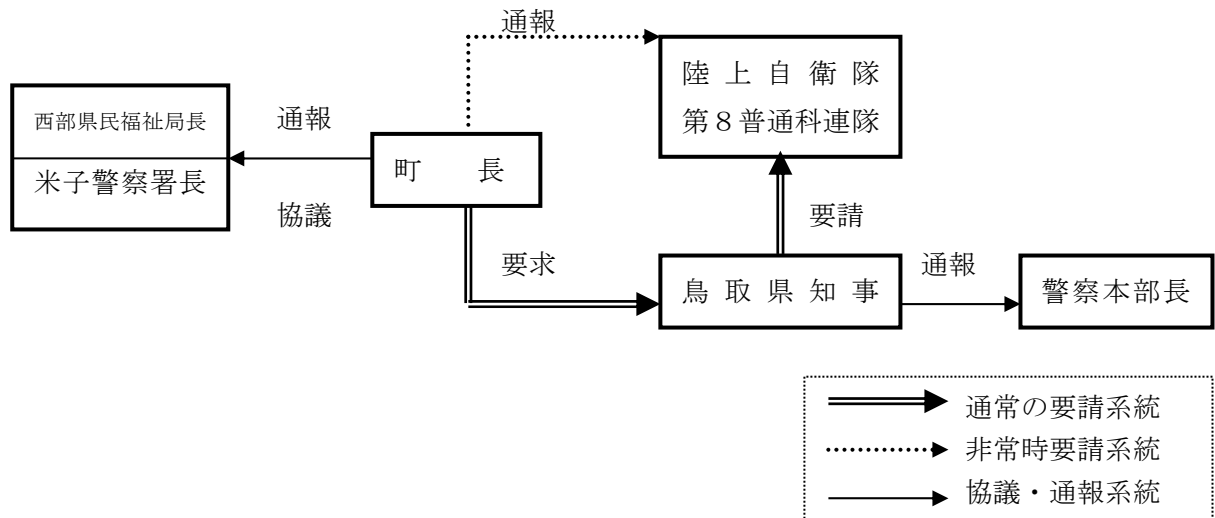 通報
陸上自衛隊
第８普通科連隊
西部県民福祉局長
米子警察署長
通報
協議
町　　長
要請
要求
鳥取県知事
通報
警察本部長
通常の要請系統
非常時要請系統
協議・通報系統